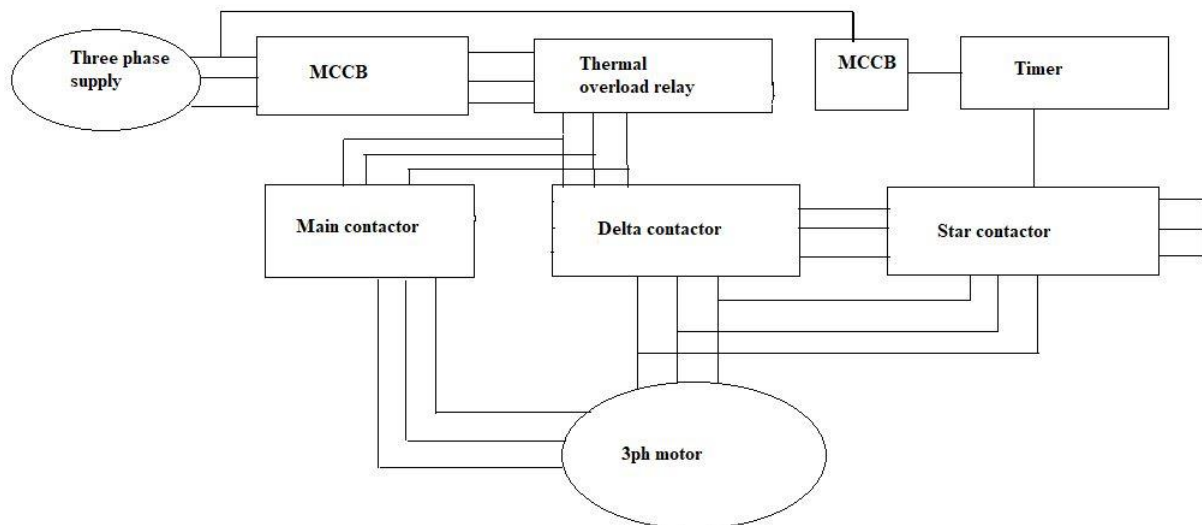 Three phase
supply
MCCB
Thermal
overload relay
MCCB
Timer
Main contactor
Delta contactor
Star contactor
3ph motor